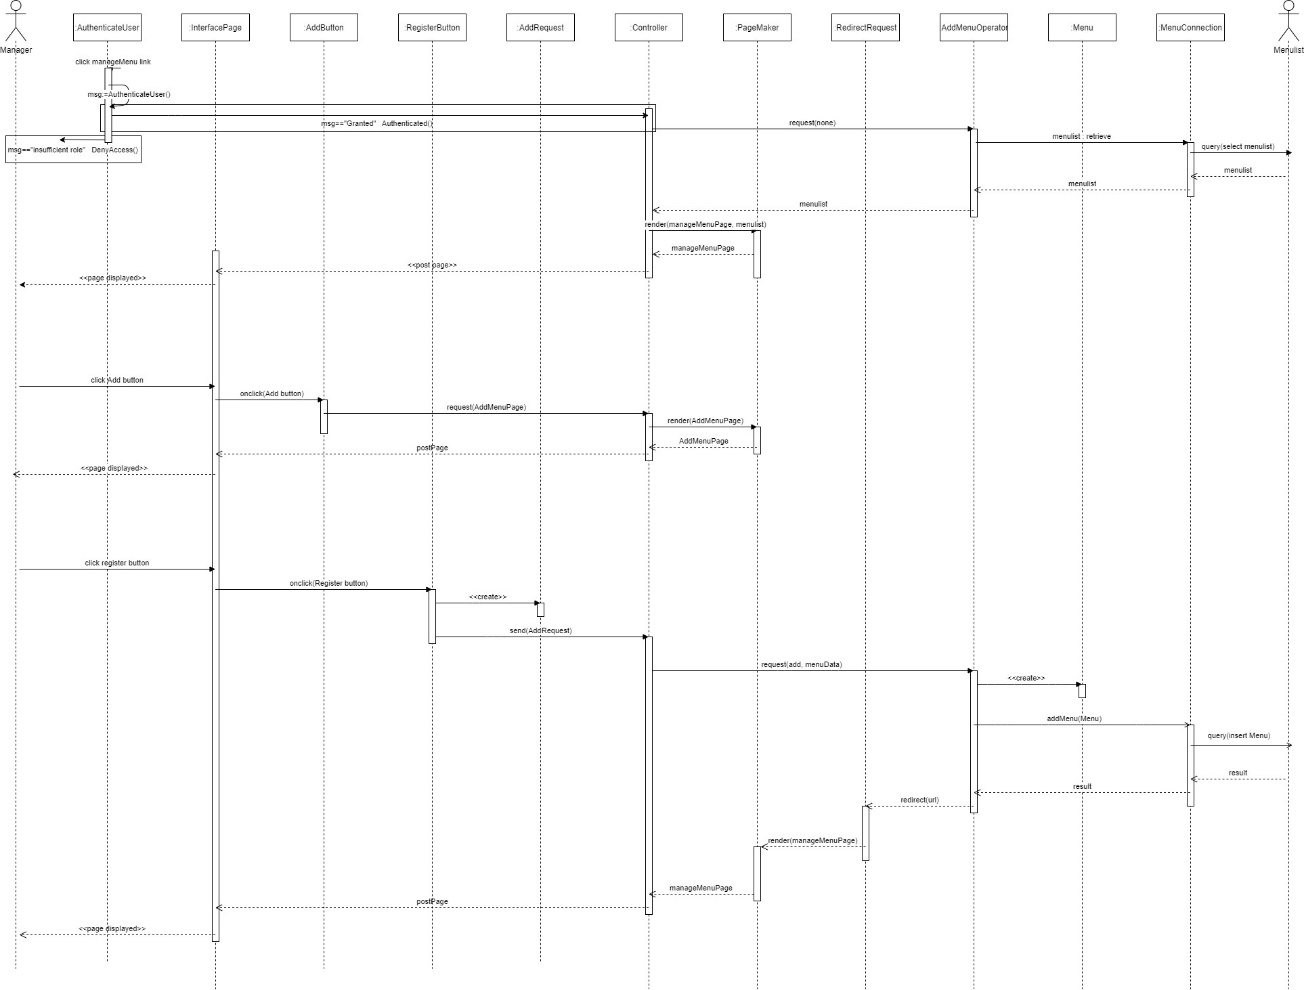 :AuthenticateUser
:InterfacePage
:AddButton
:RegisterButton
:AddRequest
:Controller
:PageMaker
:RedirectRequest
AddMenuOperator
:Menu
:MenuConnection
Manager
Menulist
click manageMenu link
msg:=AuthenticateUser()
msg=="Granted" Authenticated()
request(none)
menulist : retrieve
query(select menulist)
msg=="insufficient role" DenyAccess()
menulist
menulist
menulist
render(manageMenuPage, menulist)
manageMenuPage
<<post page>>
<<page displayed>>
click Add button
onclick(Add button)
request(AddMenuPage)
render(AddMenuPage)
AddMenuPage
postPage
<<page displayed>>
click register button
onclick(Register button)
<<create>>
send(AddRequest)
request(add, menuData)
<<create>>
addMenu(Menu)
query(insert Menu)
result
result
redirect(url)
render(manageMenuPage)
manageMenuPage
postPage
<<page displayed>>